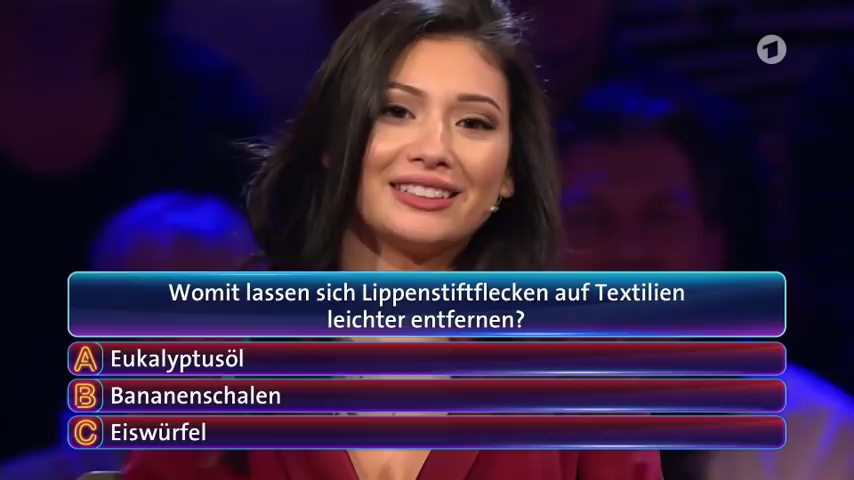 1
Womit lassen sich Lippenstiftflecken auf Textilien
leichter entfernen?
A Eukalyptusöl
B Bananenschalen
C Eiswürfel